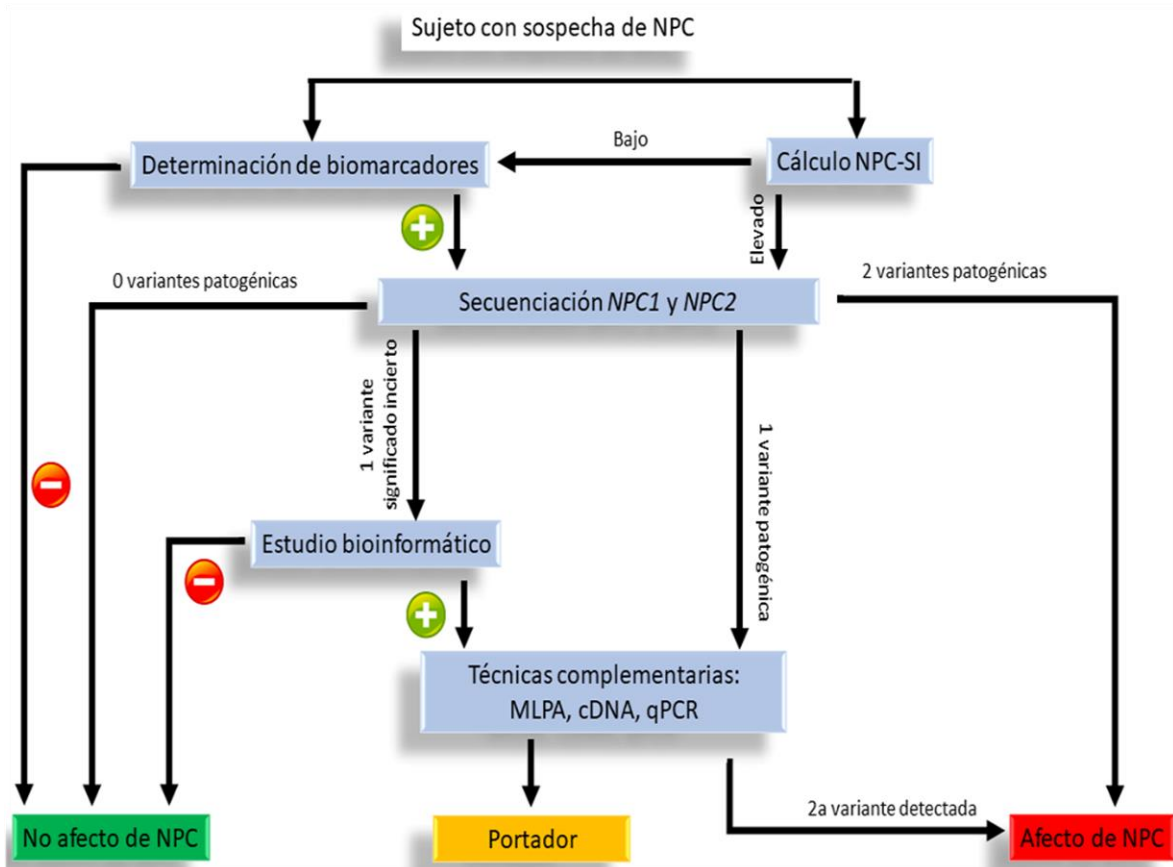 Sujeto con sospecha de NPC
Bajo
Determinación de biomarcadores
Cálculo NPC-SI
Elevado
0 variantes patogénicas
2 variantes patogénicas
Secuenciación NPC1 y NPC2
1 variante
significado incierto
1 variante patogénica
Estudio bioinformático
Técnicas complementarias:
MLPA, cDNA, qPCR
2a variante detectada
No afecto de NPC
Portador
Afecto de NPC